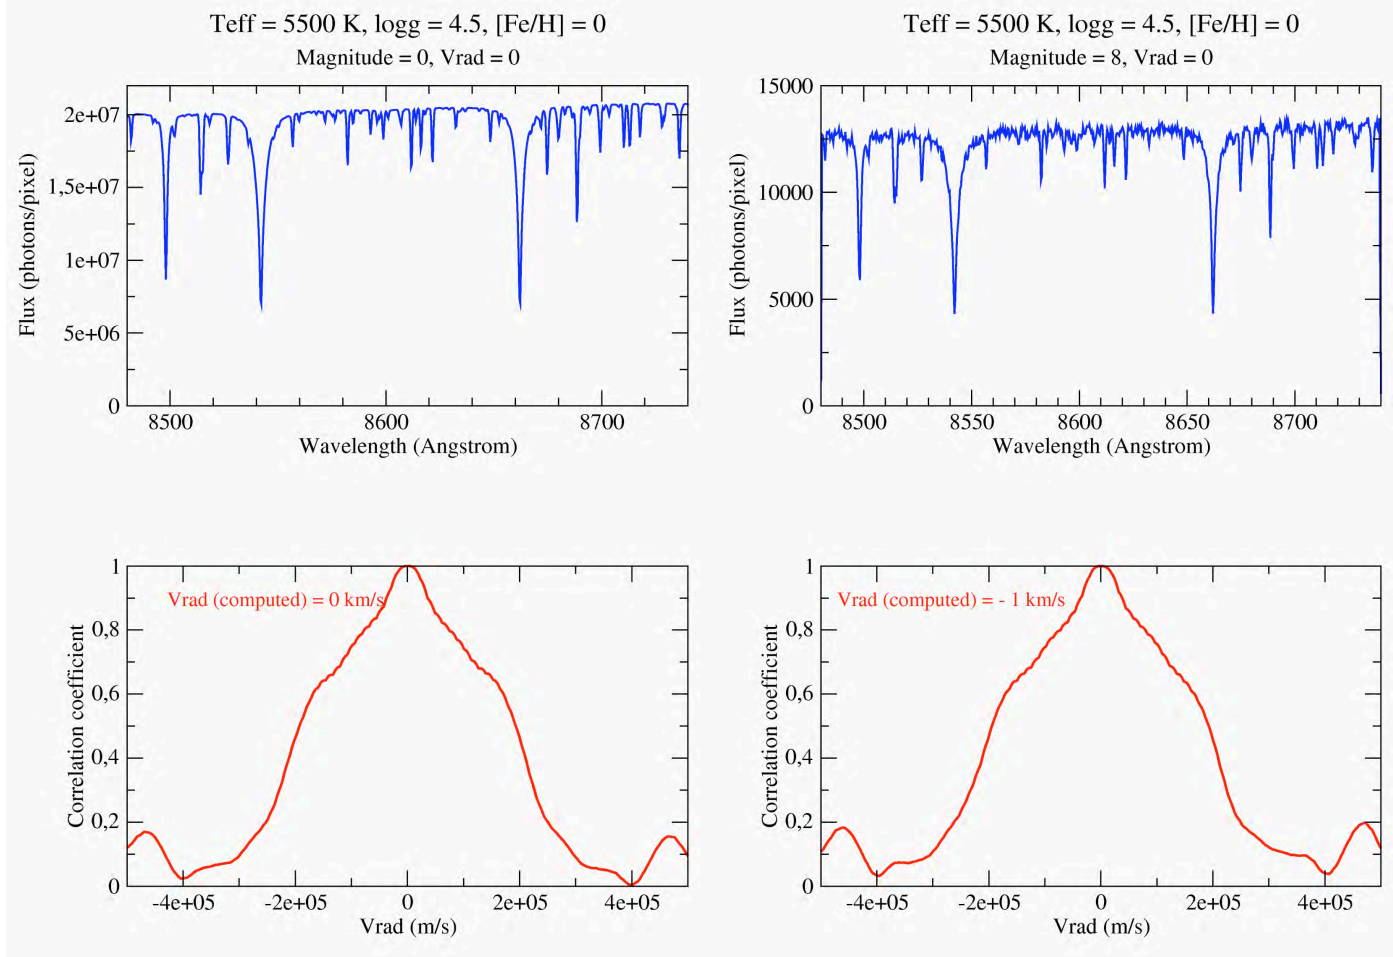 Teff = 5500 K, logg = 4.5, [Fe/H] = 0
Magnitude = 0, Vrad = 0
2e+07
1,5e+07
1e+07
5e+06
0
Flux (photons/pixel)
8500
8600
8700
Wavelength (Angstrom)
Teff = 5500 K, logg = 4.5, [Fe/H] = 0
Magnitude = 8, Vrad = 0
15000
10000
5000
0
Flux (photons/pixel)
8500
8550
8600
8650
8700
Wavelength (Angstrom)
Vrad (computed) = 0 km/s
1
0,8
0,6
0,4
0,2
0
Correlation coefficient
-4e+05
-2e+05
0
2e+05
4e+05
Vrad (m/s)
Vrad (computed) = - 1 km/s
1
0,8
0,6
0,4
0,2
0
Correlation coefficient
-4e+05
-2e+05
0
2e+05
4e+05
Vrad (m/s)